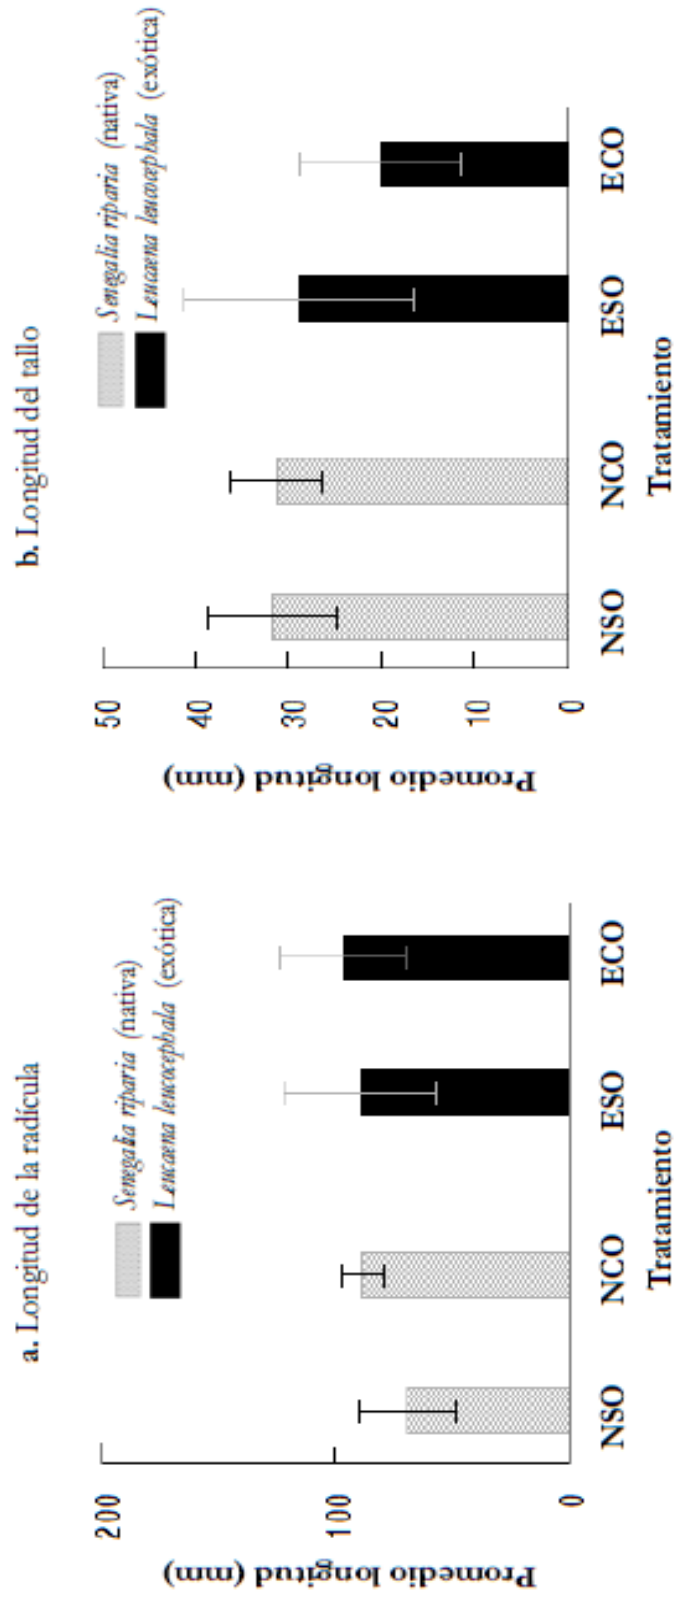 a. Longitud de la radícula
Senegalia riparia (nativa)
Leucaena leucocephala (exótica)
Promedio longitud (mm)
200
100
0
NSO NCO ESO ECO
Tratamiento
b. Longitud del tallo
Senegalia riparia (nativa)
Leucaena leucocephala (exótica)
Promedio longitud (mm)
50
40
30
20
10
0
NSO NCO ESO ECO
Tratamiento